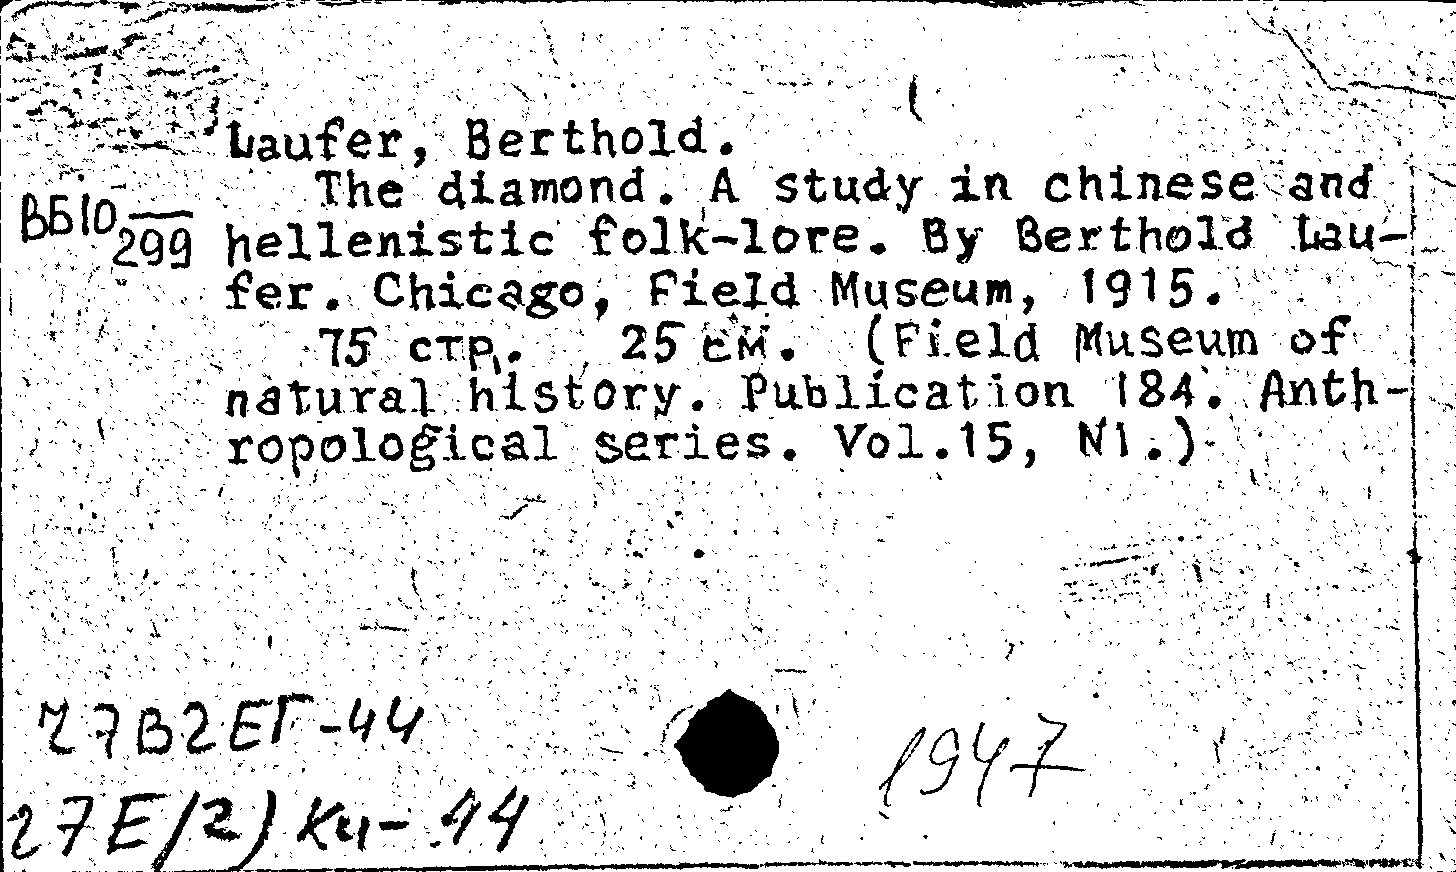 Laufer, Berthold.
The diamond. A study in chinese and
ВБ10
299
hellenistic folk-lore. By Berthold Lau-
fer. Chicago, Field Museum, 1915.
75 стр. 25 см. (Field Museum of
natural history. Publication 184. Anth-
ropological series. Vol.15, N1.)
27В2ЕГ-44
1947
27Е/2) Ки-44